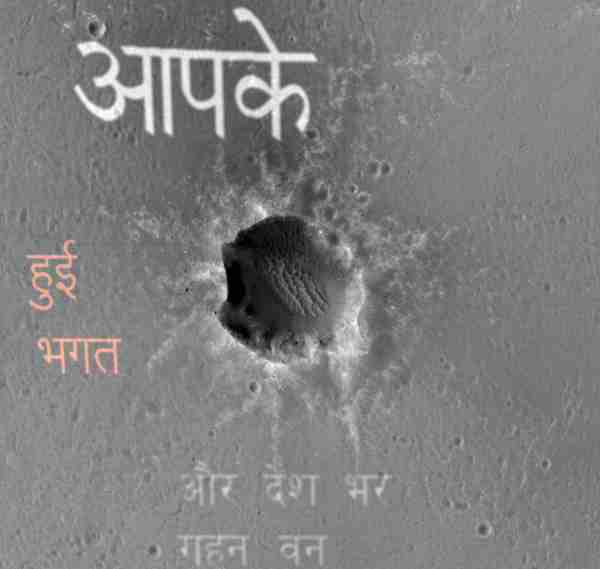 आपके
हुई
भगत
और देश भर
गहन वन